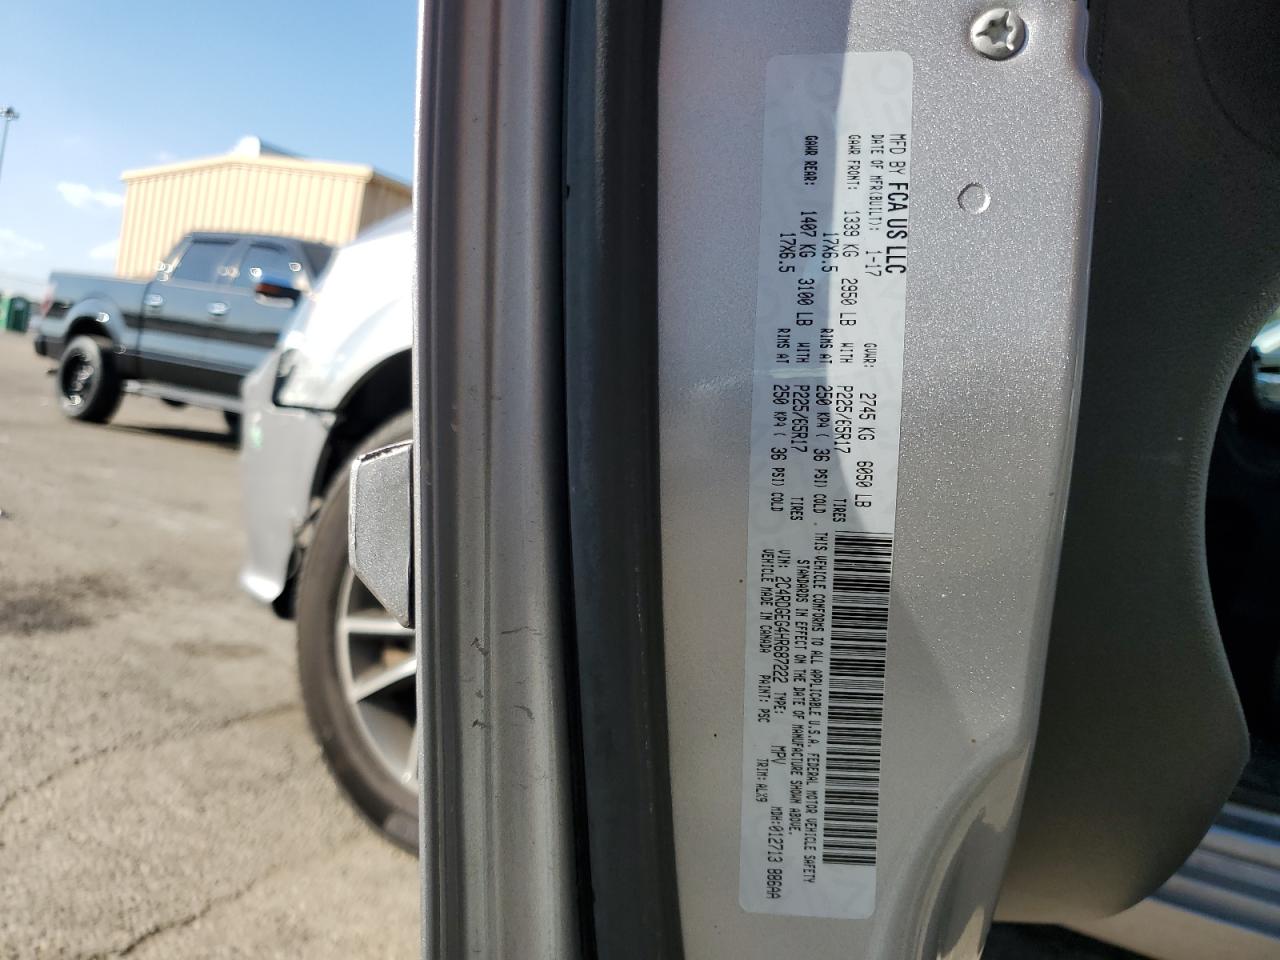 MFD BY FCA US LLC
DATE OF MFR(BUILT): 1-17 GVWR: 2745 KG 6050 LB
GAWR FRONT: 1339 KG 2950 LB WITH P225/65R17 TIRES
17X6.5 RIMS AT 250 KPA( 36 PSI) COLD .
GAWR REAR: 1407 KG 3100 LB WITH P225/65R17 TIRES
17X6.5 RIMS AT 250 KPA( 36 PSI) COLD
THIS VEHICLE CONFORMS TO ALL APPLICABLE U.S.A. FEDERAL MOTOR VEHICLE SAFETY
STANDARDS IN EFFECT ON THE DATE OF MANUFACTURE SHOWN ABOVE.
VIN: 2C4RDGEG4HR687222 TYPE: MPV MDH:012713 886AA
VEHICLE MADE IN CANADA PAINT: PSC TRIM:ALX9